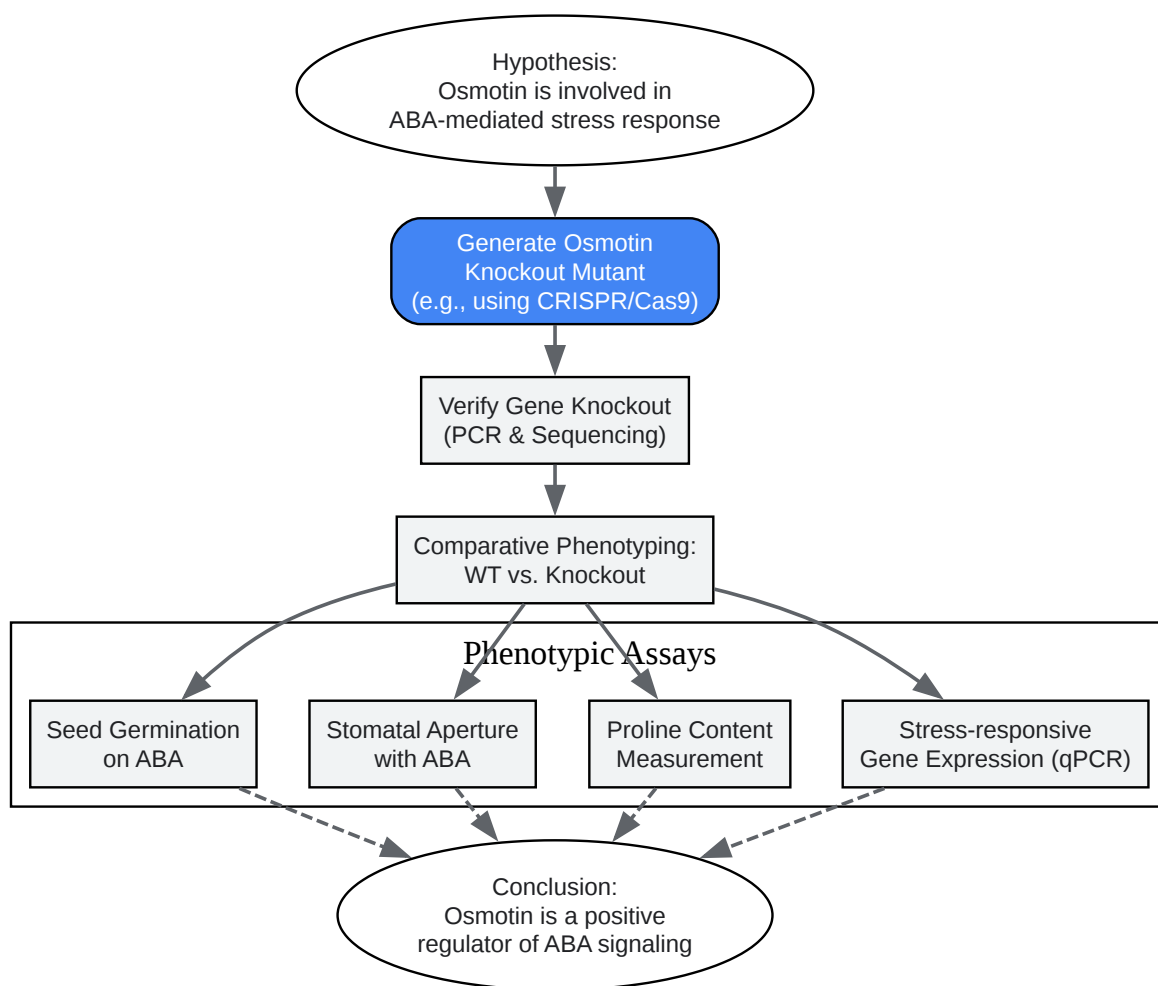 Hypothesis:
Osmotin is involved in
ABA-mediated stress response
Generate Osmotin
Knockout Mutant
(e.g., using CRISPR/Cas9)
Verify Gene Knockout
(PCR & Sequencing)
Comparative Phenotyping:
WT vs. Knockout
Phenotypic Assays
Seed Germination
on ABA
Stomatal Aperture
with ABA
Proline Content
Measurement
Stress-responsive
Gene Expression (qPCR)
Conclusion:
Osmotin is a positive
regulator of ABA signaling